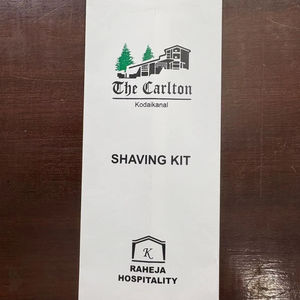 The Carlton
Kodaikanal
SHAVING KIT
K
RAHEJA
HOSPITALITY